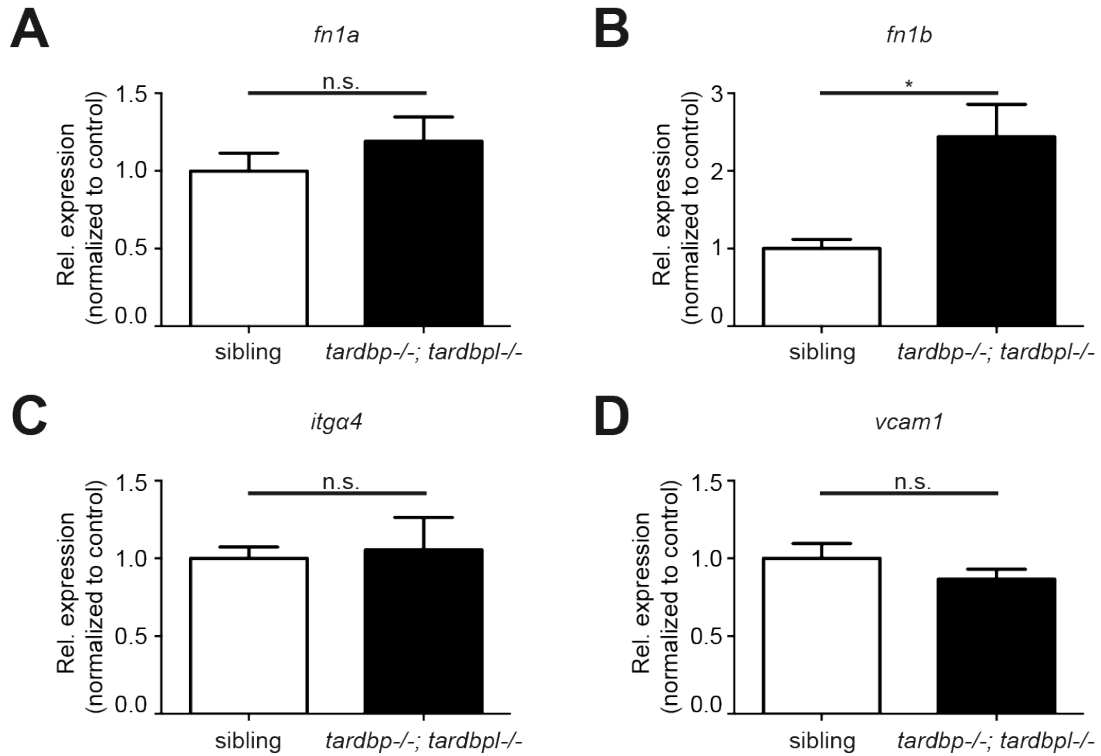 A
fn1a
n.s.
Rel. expression
(normalized to control)
1.5
1.0
0.5
0.0
sibling
tardbp-/-; tardbpl-/-
B
fn1b
*
Rel. expression
(normalized to control)
3
2
1
0
sibling
tardbp-/-; tardbpl-/-
C
itgα4
n.s.
Rel. expression
(normalized to control)
1.5
1.0
0.5
0.0
sibling
tardbp-/-; tardbpl-/-
D
vcam1
n.s.
Rel. expression
(normalized to control)
1.5
1.0
0.5
0.0
sibling
tardbp-/-; tardbpl-/-